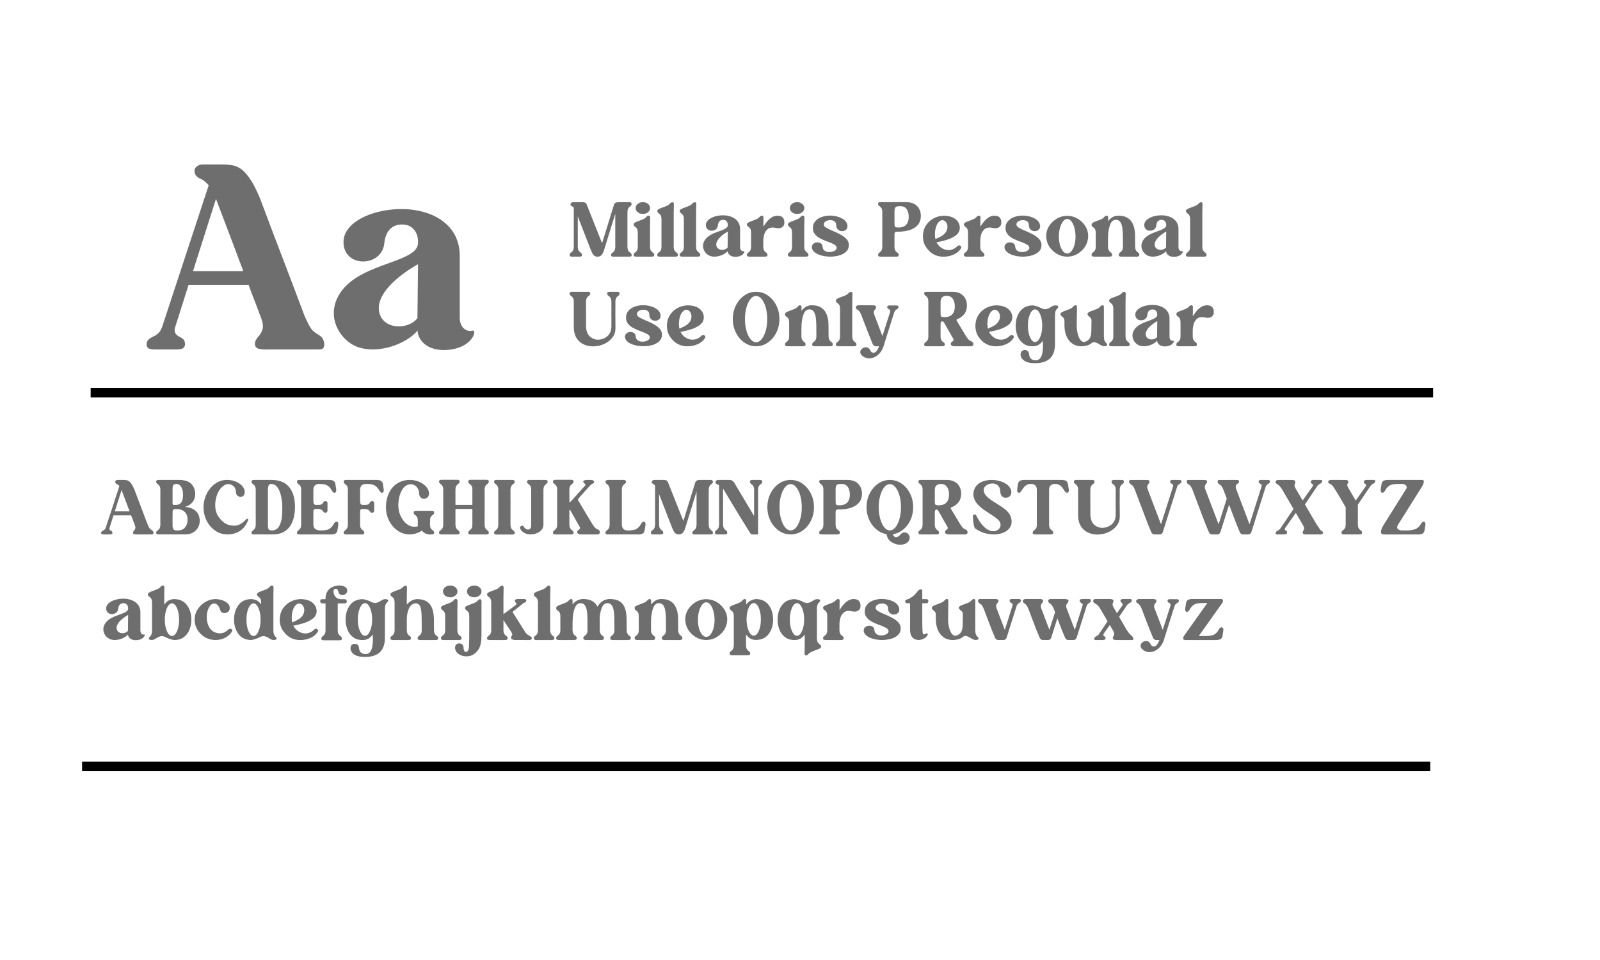 Aa
Millaris Personal
Use Only Regular
ABCDEFGHIJKLMNOPQRSTUVWXYZ
abcdefghijklmnopqrstuvwxyz